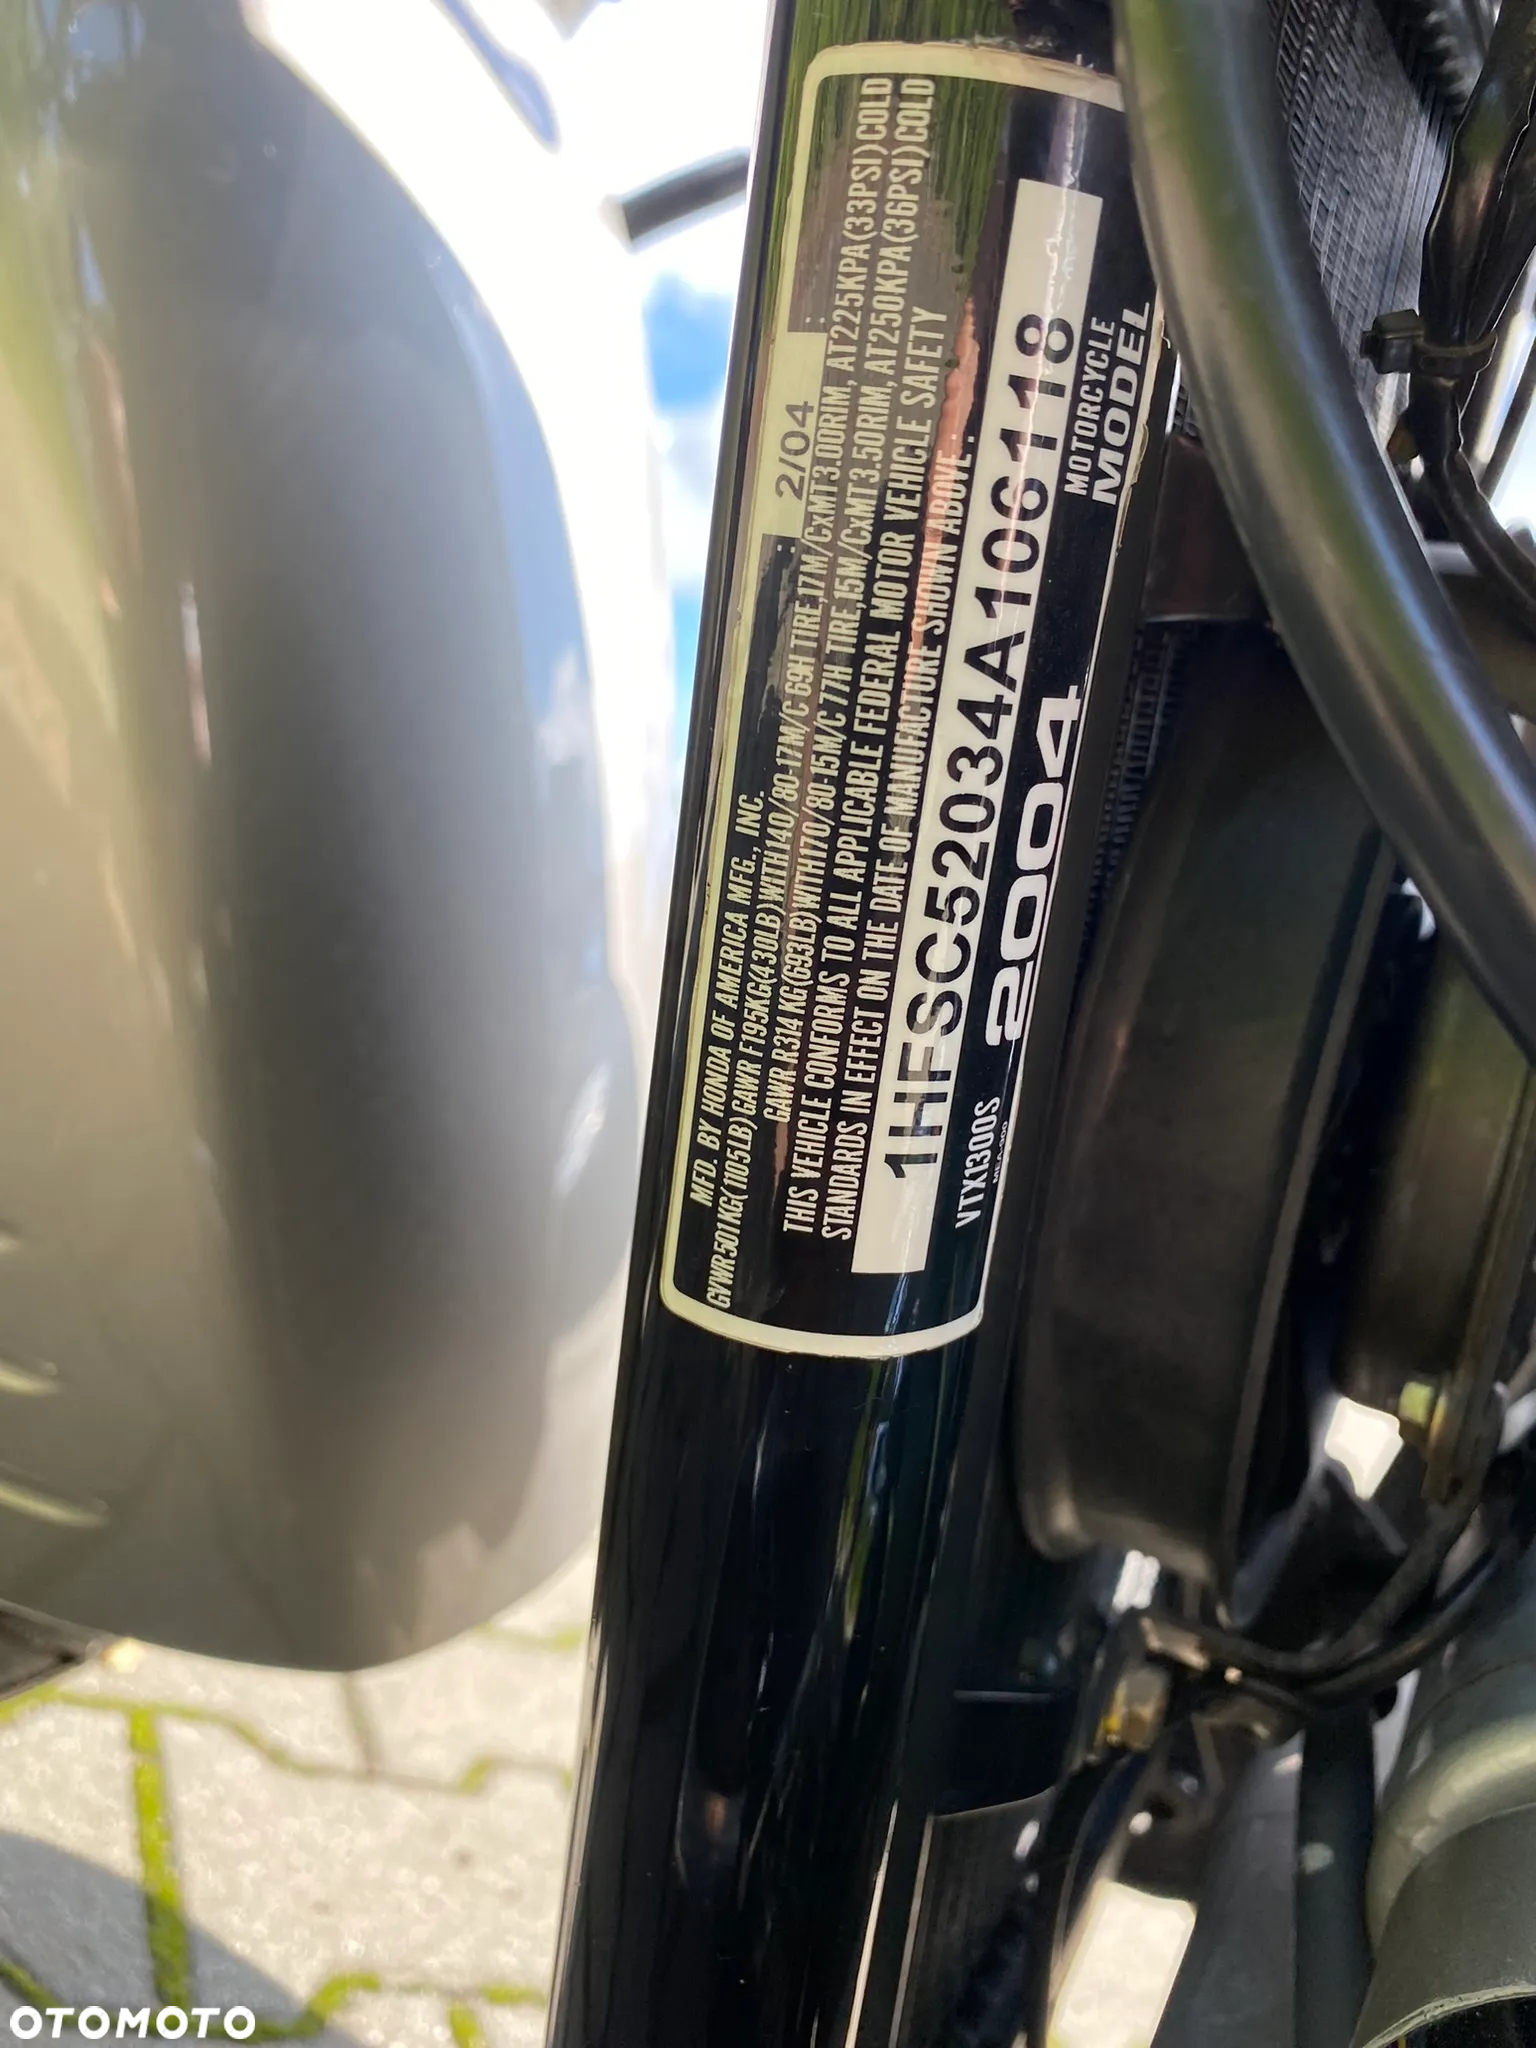 MFD. BY HONDA OF AMERICA MFG., INC. : 2/04 :
GVWR501KG(1105LB)GAWR F195KG(430LB)WITH140/80-17M/C 69H TIRE,17M/CxMT3.00RIM, AT225KPA(33PSI)COLD
GAWR R314KG(693LB)WITH170/80-15M/C 77H TIRE,15M/CxMT3.50RIM,AT250KPA(36PSI)COLD
THIS VEHICLE CONFORMS TO ALL APPLICABLE FEDERAL MOTOR VEHICLE SAFETY
STANDARDS IN EFFECT ON THE DATE OF MANUFACTURE SHOWN ABOVE.
1HFSC52034A106118
VTX1300S 2004 MOTORCYCLE
MODEL
OTOMOTO